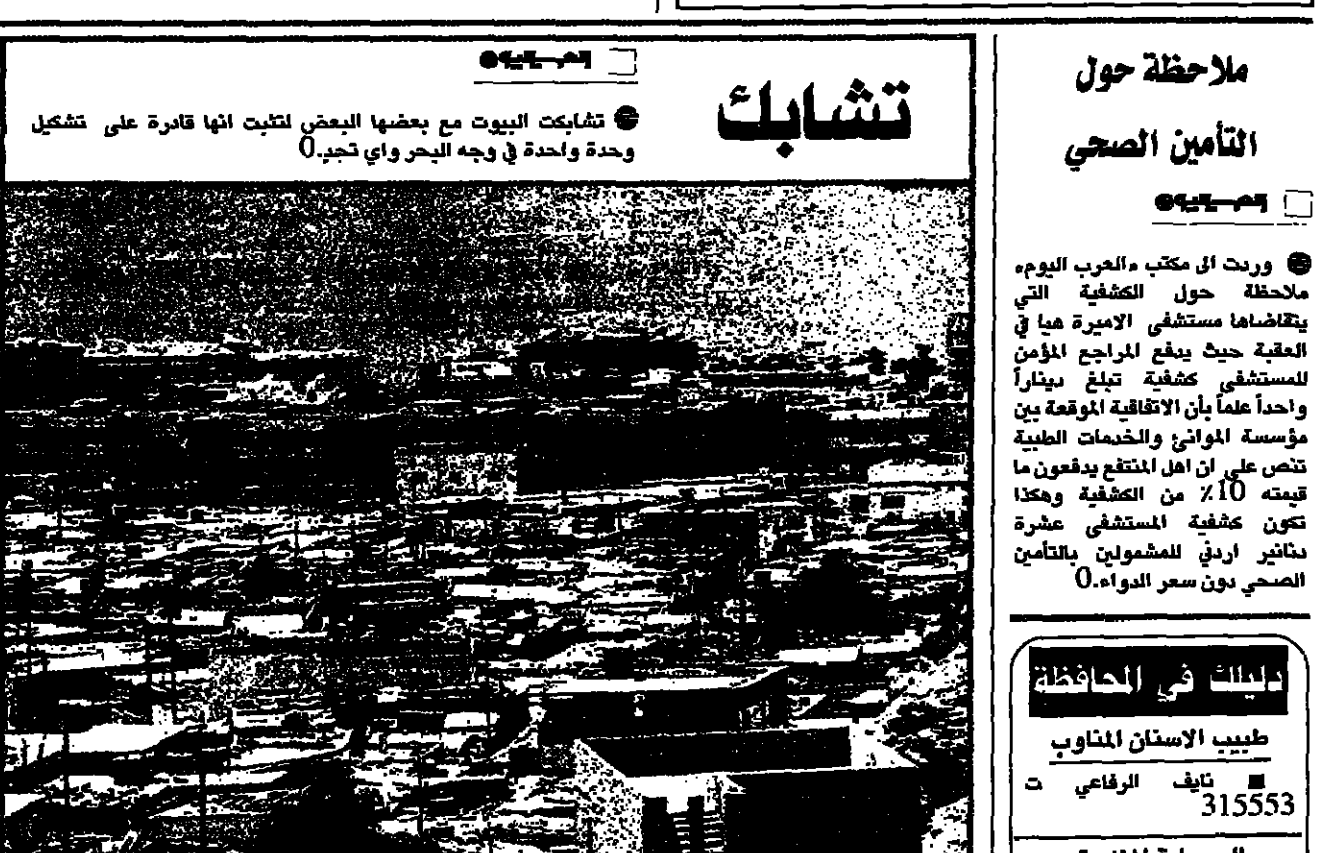 ملاحظة حول
التأمين الصحي
وردت الى مكتب «العرب اليوم»
ملاحظة حول الكشفية التي
يتقاضاها مستشفى الاميرة هيا في
العقبة حيث يدفع المراجع المؤمن
للمستشفى كشفية تبلغ ديناراً
واحداً علماً بأن الاتفاقية الموقعة بين
مؤسسة الموانئ والخدمات الطبية
تنص على ان اهل المنتفع يدفعون ما
قيمته 10٪ من الكشفية وهكذا
تكون كشفية المستشفى عشرة
دنانير اردني للمشمولين بالتأمين
الصحي دون سعر الدواء.0
دليلك في المحافظة
طبيب الاسنان المناوب
نايف الرفاعي ت
315553
تشابك
تشابكت البيوت مع بعضها البعض لتثبت انها قادرة على تشكيل
وحدة واحدة في وجه البحر واي تجبر.0